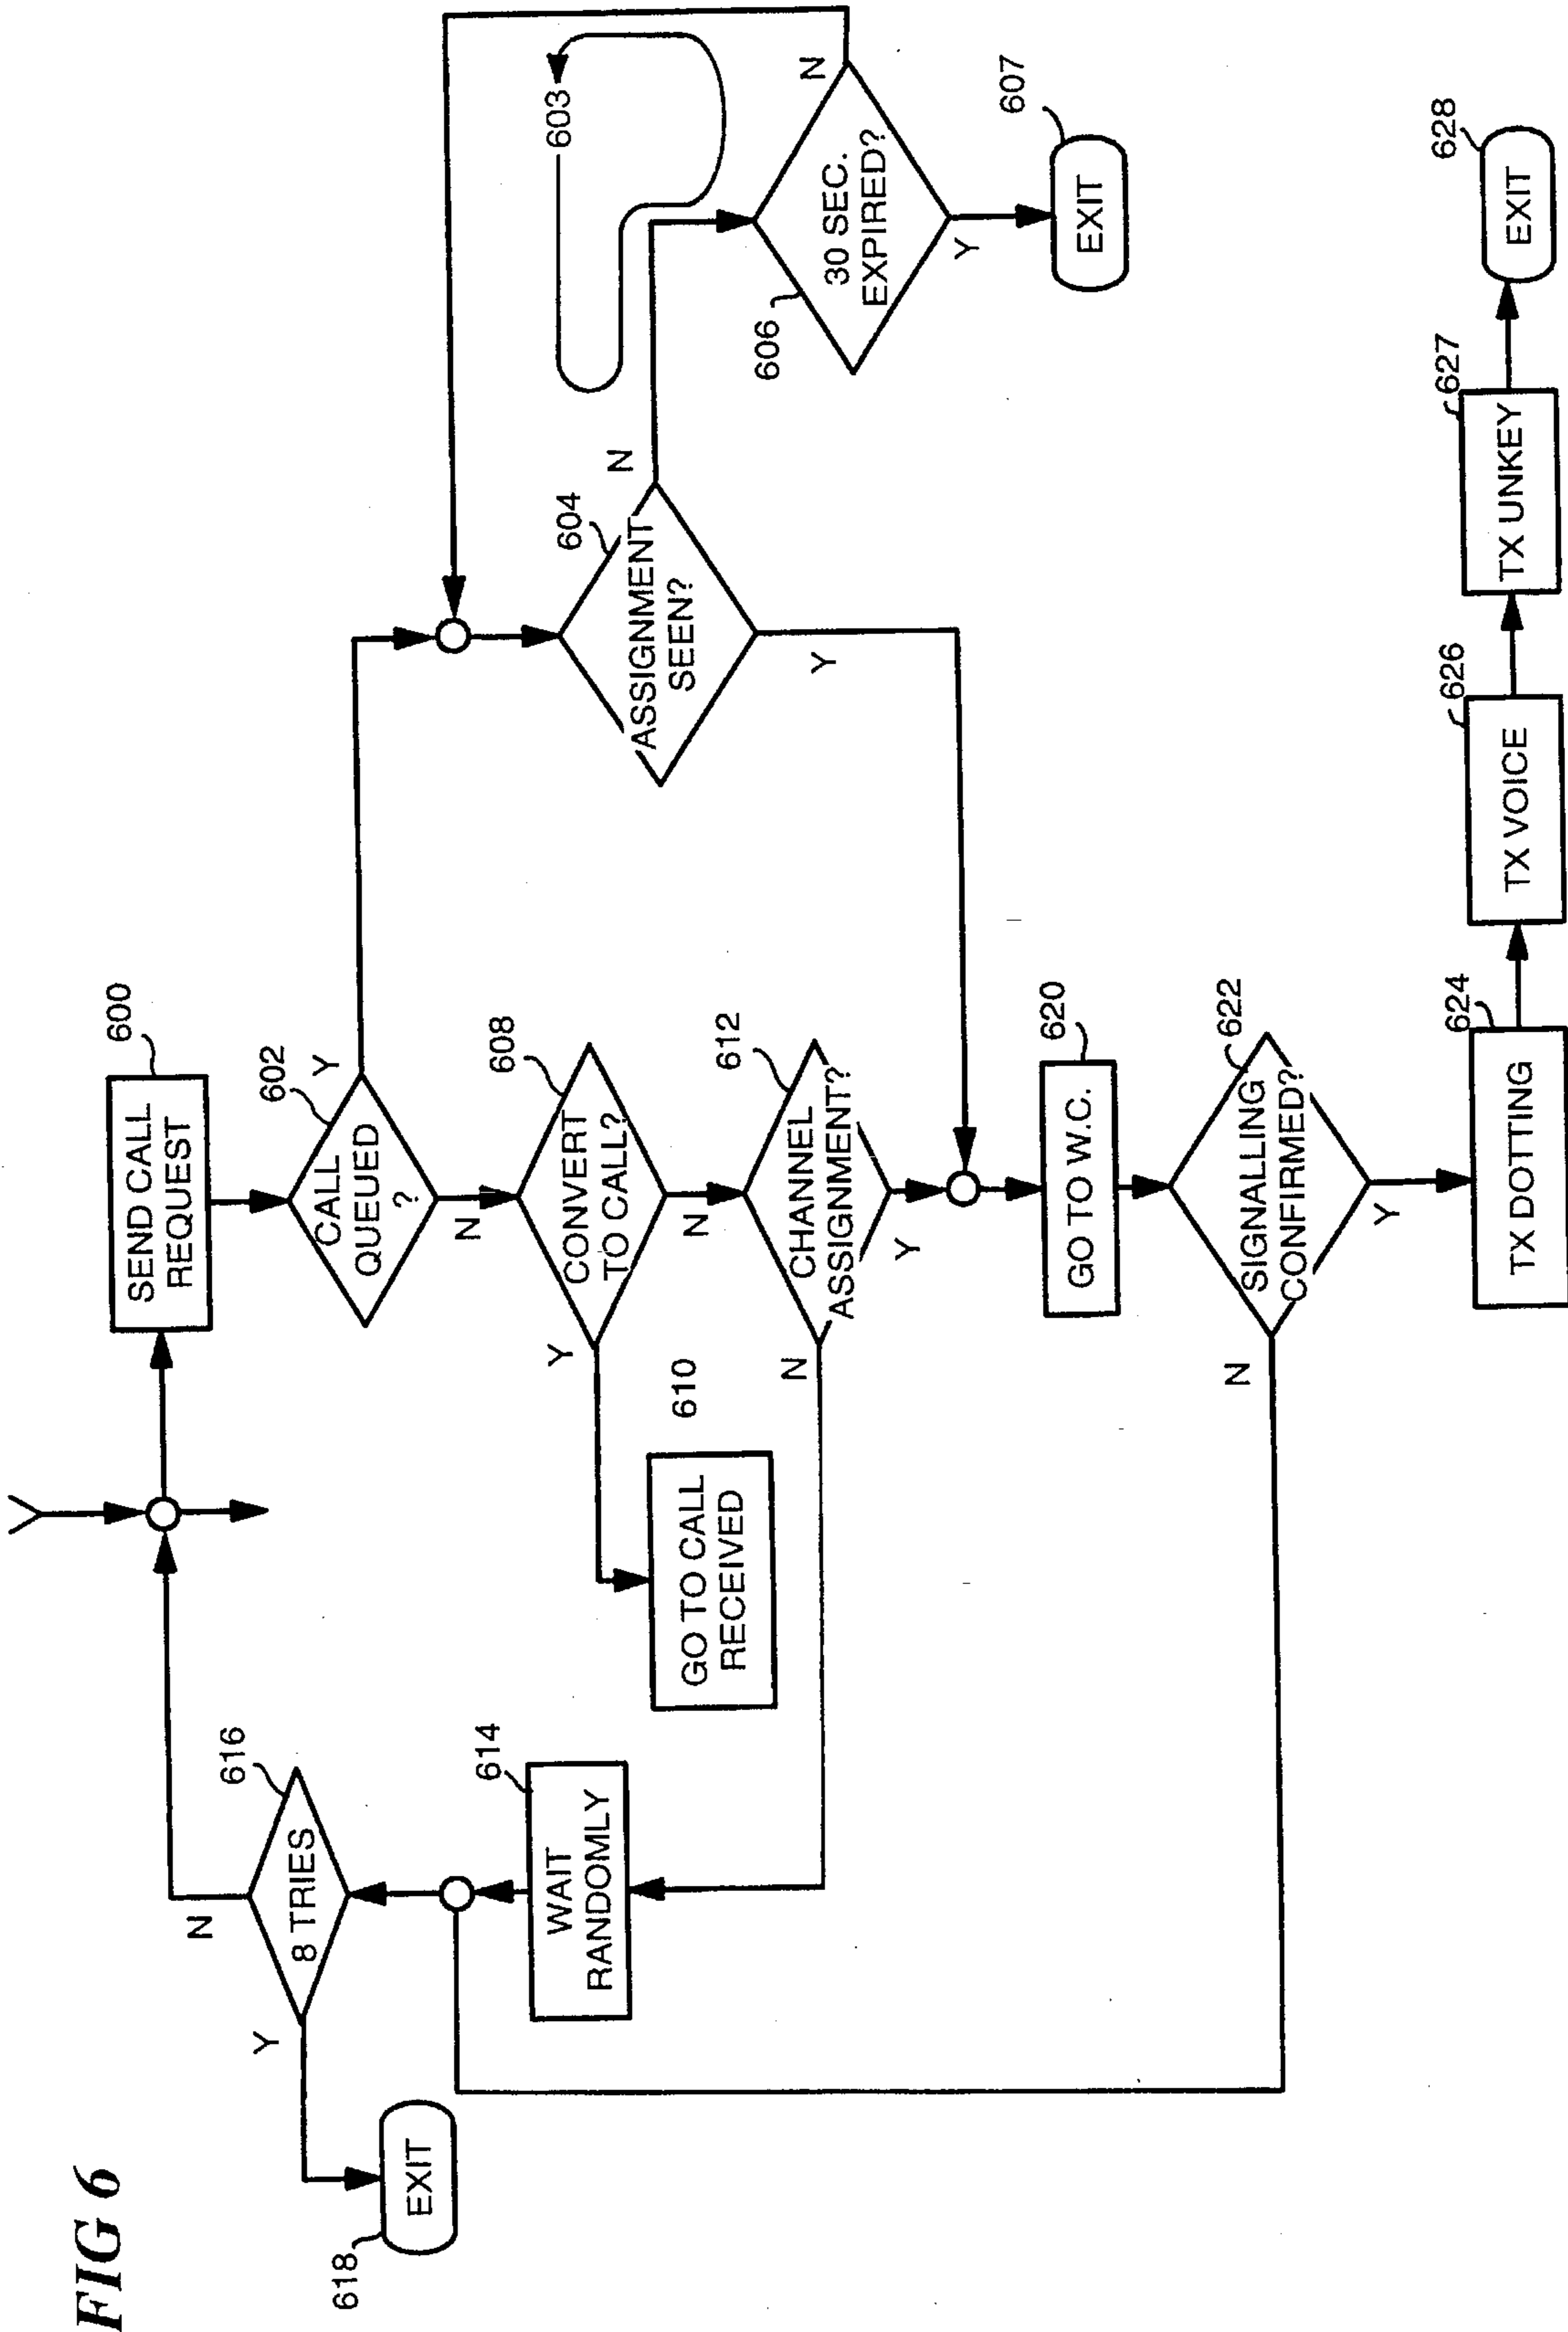 FIG 6
600
SEND CALL
REQUEST
602
CALL
QUEUED
?
Y
N
603
604
ASSIGNMENT
SEEN?
N
Y
606
30 SEC.
EXPIRED?
N
Y
607
EXIT
608
CONVERT
TO CALL?
Y
N
610
GO TO CALL
RECEIVED
612
CHANNEL
ASSIGNMENT?
N
Y
614
WAIT
RANDOMLY
616
8 TRIES
N
Y
618
EXIT
620
GO TO W.C.
622
SIGNALLING
CONFIRMED?
N
Y
624
TX DOTTING
626
TX VOICE
627
TX UNKEY
628
EXIT